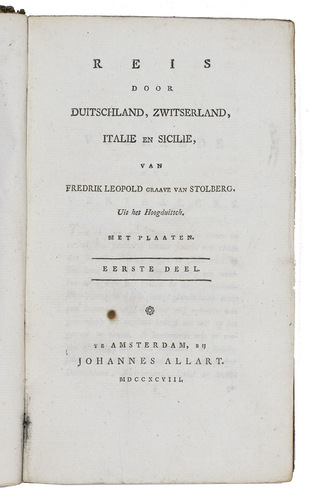 REIS
DOOR
DUITSCHLAND, ZWITSERLAND,
ITALIE EN SICILIE,
VAN
FREDRIK LEOPOLD GRAAVE VAN STOLBERG.
Uit het Hoogduitsch.
MET PLAATEN.
EERSTE DEEL.
TE AMSTERDAM, BIJ
JOHANNES ALLART.
MDCCXCVIII.